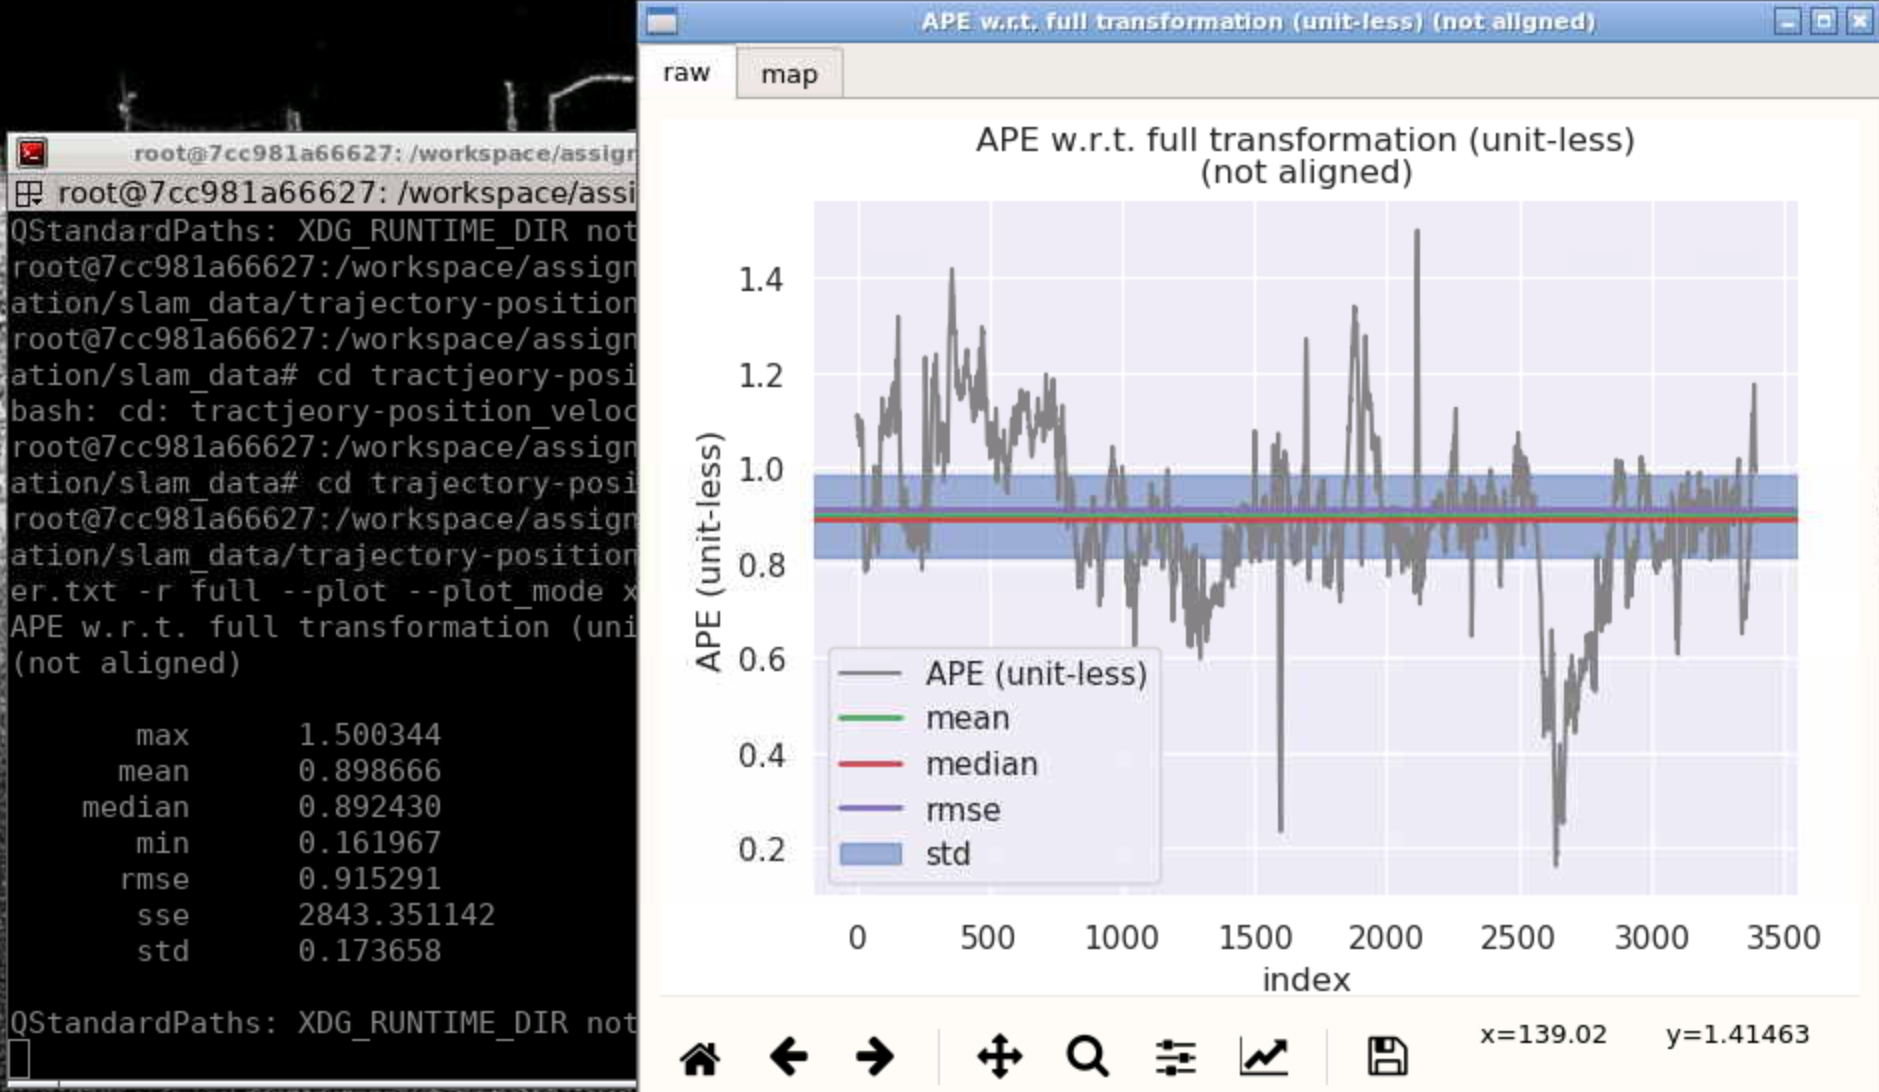 root@7cc981a66627: /workspace/assigr
root@7cc981a66627: /workspace/assi
QStandardPaths: XDG_RUNTIME_DIR not
root@7cc981a66627:/workspace/assign
ation/slam_data/trajectory-position
root@7cc981a66627:/workspace/assign
ation/slam_data# cd tractjeory-posi
bash: cd: tractjeory-position_veloc
root@7cc981a66627:/workspace/assign
ation/slam_data# cd trajectory-posi
root@7cc981a66627:/workspace/assign
ation/slam_data/trajectory-position
er.txt -r full --plot --plot_mode x
APE w.r.t. full transformation (uni
(not aligned)
max 1.500344
mean 0.898666
median 0.892430
min 0.161967
rmse 0.915291
sse 2843.351142
std 0.173658
QStandardPaths: XDG_RUNTIME_DIR not
APE w.r.t. full transformation (unit-less) (not aligned)
raw map
APE w.r.t. full transformation (unit-less)
(not aligned)
APE (unit-less)
1.4
1.2
1.0
0.8
0.6
0.4
0.2
APE (unit-less)
mean
median
rmse
std
0 500 1000 1500 2000 2500 3000 3500
index
x=139.02 y=1.41463